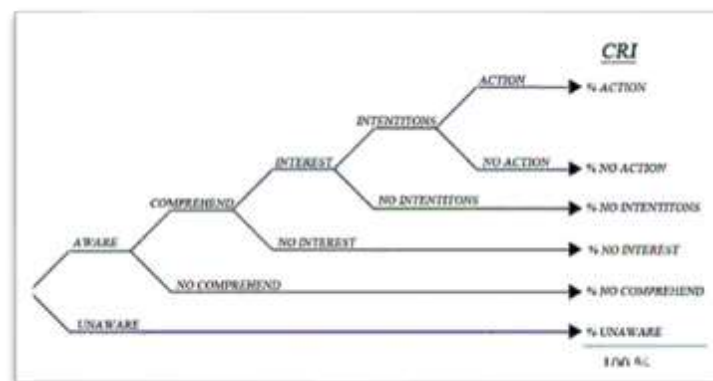 CRI
ACTION
% ACTION
INTENTITONS
INTEREST
NO ACTION
% NO ACTION
COMPREHEND
NO INTENTITONS
% NO INTENTITONS
AWARE
NO INTEREST
% NO INTEREST
NO COMPREHEND
% NO COMPREHEND
UNAWARE
% UNAWARE
100 %